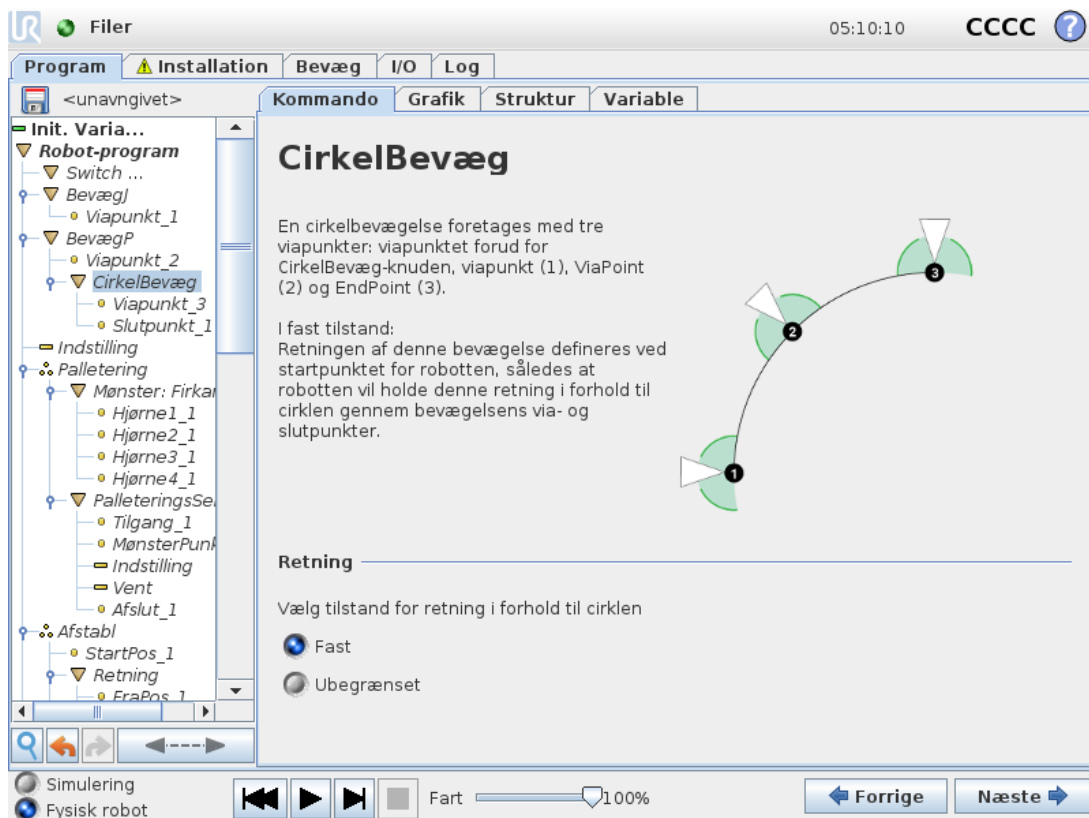 UR Filer 05:10:10 CCCC ?
Program Installation Bevæg I/O Log
<unavngivet>
Kommando Grafik Struktur Variable
Init. Varia...
Robot-program
Switch ...
BevægJ
Viapunkt_1
BevægP
Viapunkt_2
CirkelBevæg
Viapunkt_3
Slutpunkt_1
Indstilling
Palletering
Mønster: Firkan
Hjørne1_1
Hjørne2_1
Hjørne3_1
Hjørne4_1
PalleteringsSe
Tilgang_1
MønsterPunk
Indstilling
Vent
Afslut_1
Afstabl
StartPos_1
Retning
FraPos_1
CirkelBevæg
En cirkelbevægelse foretages med tre
viapunkter: viapunktet forud for
CirkelBevæg-knuden, viapunkt (1), ViaPoint
(2) og EndPoint (3).
I fast tilstand:
Retningen af denne bevægelse defineres ved
startpunktet for robotten, således at
robotten vil holde denne retning i forhold til
cirklen gennem bevægelsens via- og
slutpunkter.
3
2
1
Retning
Vælg tilstand for retning i forhold til cirklen
Fast
Ubegrænset
Simulering
Fysisk robot
Fart 100%
Forrige Næste